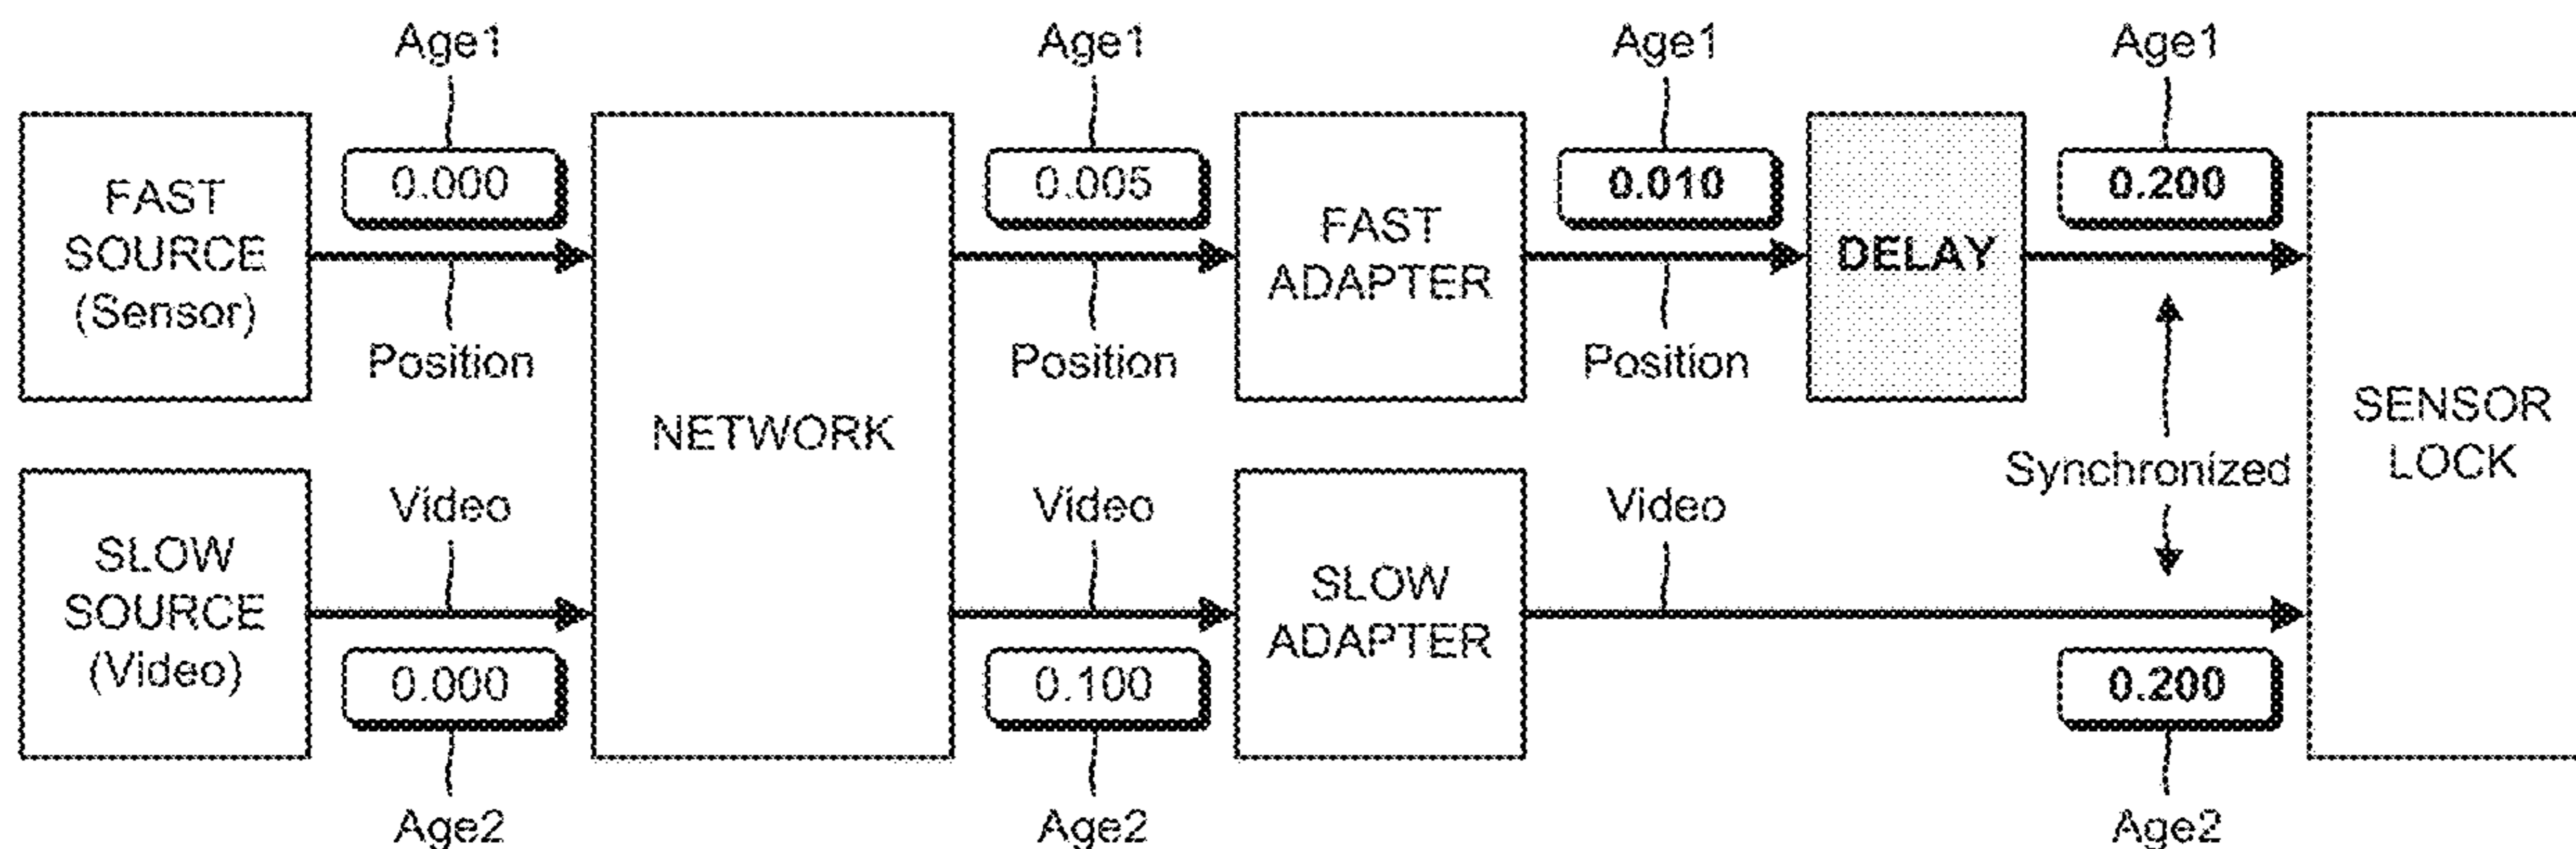 Age1
Age1
Age1
Age1
FAST
SOURCE
(Sensor)
0.000
Position
NETWORK
0.005
Position
FAST
ADAPTER
0.010
Position
DELAY
0.200
Synchronized
SENSOR
LOCK
SLOW
SOURCE
(Video)
Video
0.000
Video
0.100
SLOW
ADAPTER
Video
0.200
Age2
Age2
Age2